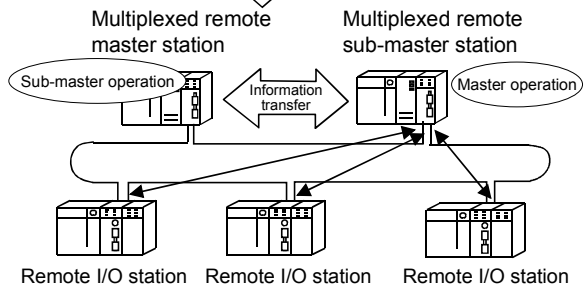 Multiplexed remote
master station
Multiplexed remote
sub-master station
Sub-master operation
Information
transfer
Master operation
Remote I/O station
Remote I/O station
Remote I/O station